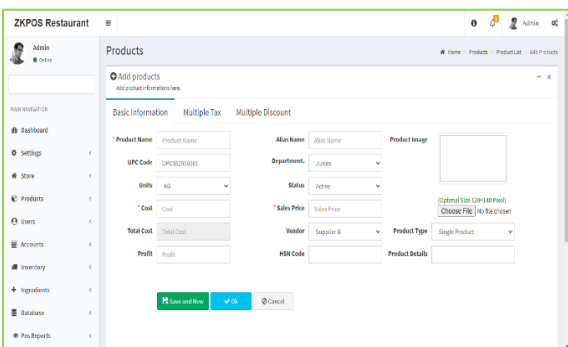 ZKPOS Restaurant
Admin
Admin
Online
Products
Home > Products > Product List > Add Products
Add products
Add product informations here.
MAIN NAVIGATION
Dashboard
Settings
Store
Products
Users
Accounts
Inventory
Ingredients
Database
Pos Reports
Basic Information Multiple Tax Multiple Discount
* Product Name Product Name Alias Name Alias Name Product Image
UPC Code Department. Juices
Units KG Status Active
(Optimal Size 120*140 Pixel)
* Cost Cost * Sales Price Sales Price Choose File No file chosen
Total Cost Total Cost Vendor Supplier B Product Type Single Product
Profit Profit HSN Code Product Details
Save and New Ok Cancel